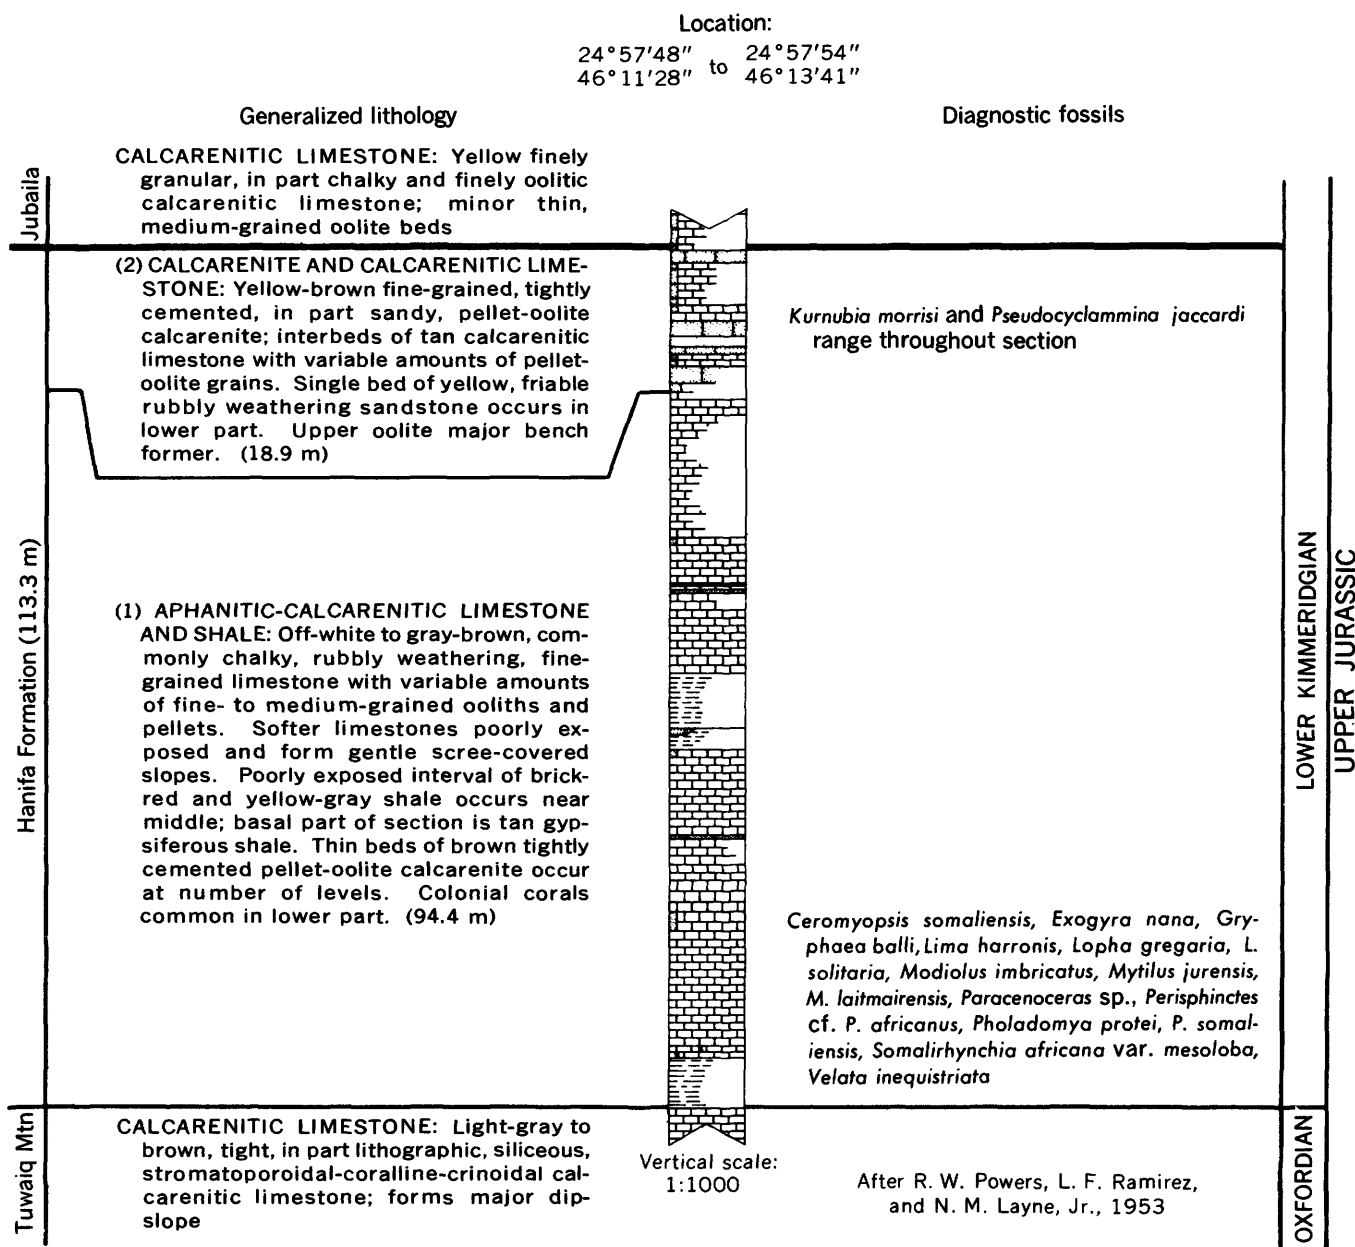 Location:
24°57'48" to 24°57'54"
46°11'28" 46°13'41"
Generalized lithology
Diagnostic fossils
Jubaila
CALCARENITIC LIMESTONE: Yellow finely
granular, in part chalky and finely oolitic
calcarenitic limestone; minor thin,
medium-grained oolite beds
(2) CALCARENITE AND CALCARENITIC LIME-
STONE: Yellow-brown fine-grained, tightly
cemented, in part sandy, pellet-oolite
calcarenite; interbeds of tan calcarenitic
limestone with variable amounts of pellet-
oolite grains. Single bed of yellow, friable
rubbly weathering sandstone occurs in
lower part. Upper oolite major bench
former. (18.9 m)
Kurnubia morrisi and Pseudocyclammina jaccardi
range throughout section
Hanifa Formation (113.3 m)
(1) APHANITIC-CALCARENITIC LIMESTONE
AND SHALE: Off-white to gray-brown, com-
monly chalky, rubbly weathering, fine-
grained limestone with variable amounts
of fine- to medium-grained ooliths and
pellets. Softer limestones poorly ex-
posed and form gentle scree-covered
slopes. Poorly exposed interval of brick-
red and yellow-gray shale occurs near
middle; basal part of section is tan gyp-
siferous shale. Thin beds of brown tightly
cemented pellet-oolite calcarenite occur
at number of levels. Colonial corals
common in lower part. (94.4 m)
Ceromyopsis somaliensis, Exogyra nana, Gry-
phaea balli, Lima harronis, Lopha gregaria, L.
solitaria, Modiolus imbricatus, Mytilus jurensis,
M. laitmairensis, Paracenoceras sp., Perisphinctes
cf. P. africanus, Pholadomya protei, P. somal-
iensis, Somalirhynchia africana var. mesoloba,
Velata inequistriata
LOWER KIMMERIDGIAN
UPPER JURASSIC
Tuwaiq Mtn
CALCARENITIC LIMESTONE: Light-gray to
brown, tight, in part lithographic, siliceous,
stromatoporoidal-coralline-crinoidal cal-
carenitic limestone; forms major dip-
slope
Vertical scale:
1:1000
After R. W. Powers, L. F. Ramirez,
and N. M. Layne, Jr., 1953
OXFORDIAN